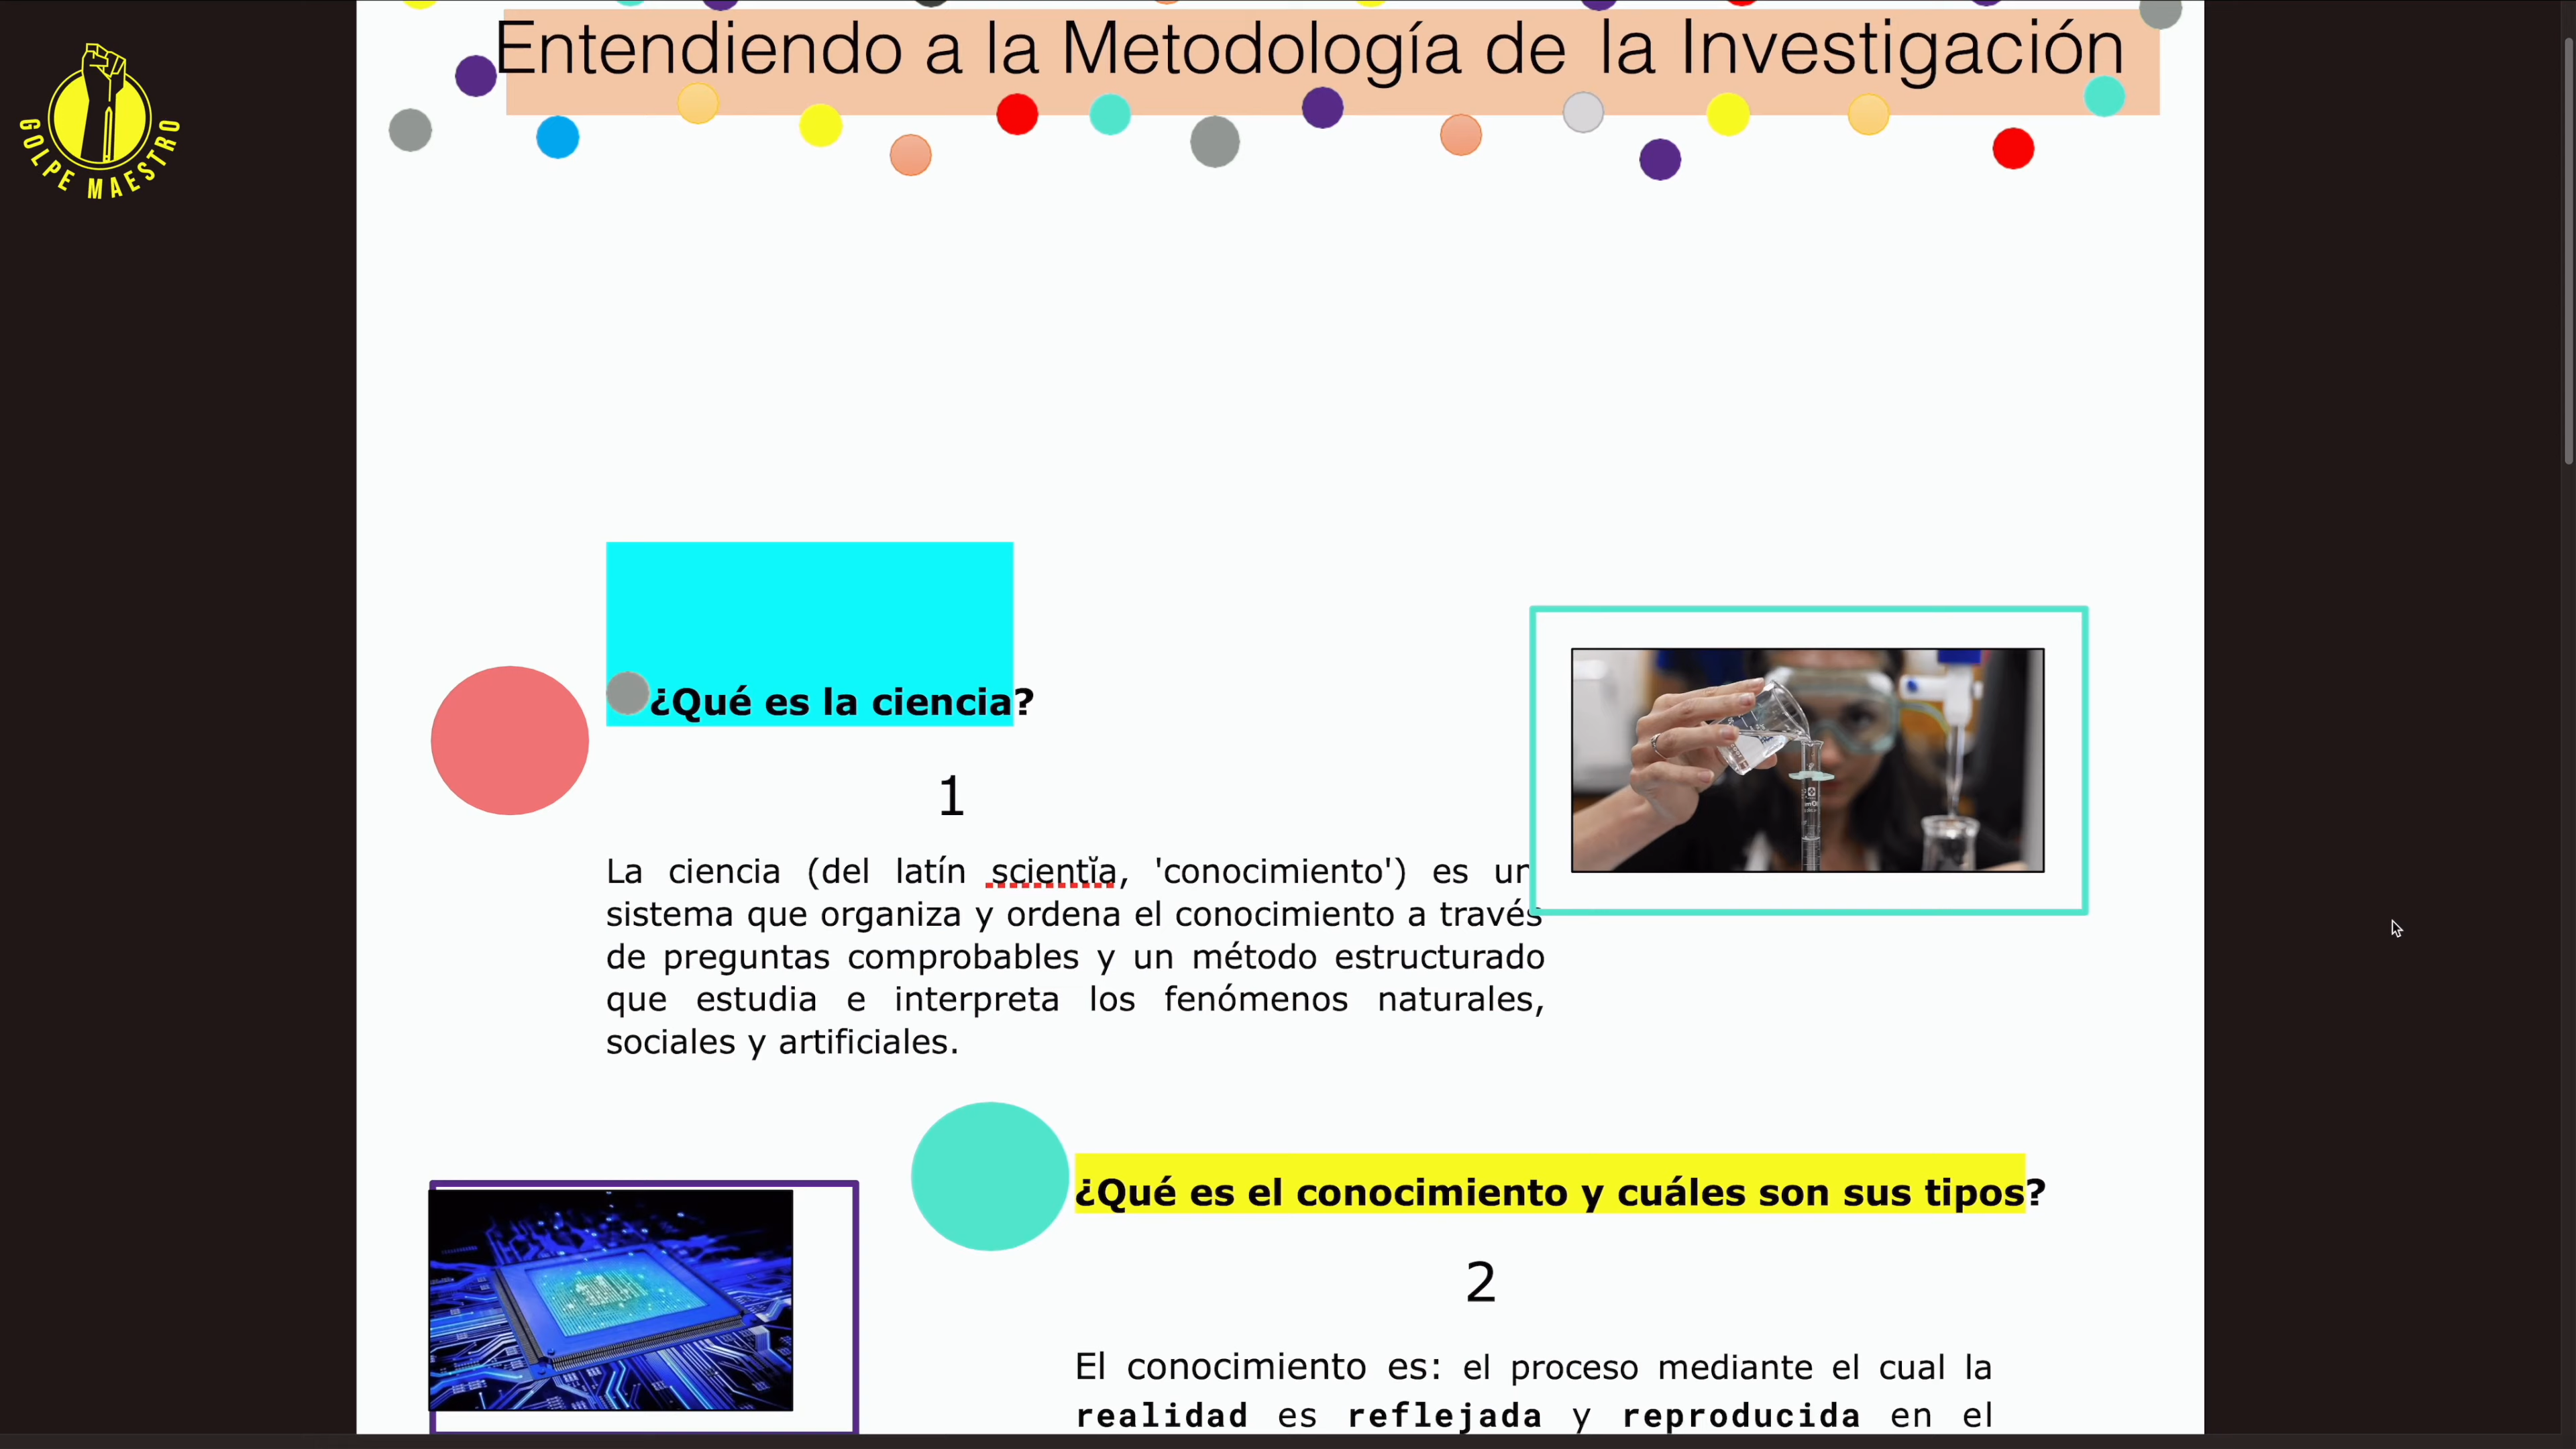 Entendiendo a la Metodología de la Investigación
GOLPE MAESTRO
¿Qué es la ciencia?
1
La ciencia (del latín scientĭa, 'conocimiento') es un
sistema que organiza y ordena el conocimiento a través
de preguntas comprobables y un método estructurado
que estudia e interpreta los fenómenos naturales,
sociales y artificiales.
¿Qué es el conocimiento y cuáles son sus tipos?
2
El conocimiento es: el proceso mediante el cual la
realidad es reflejada y reproducida en el